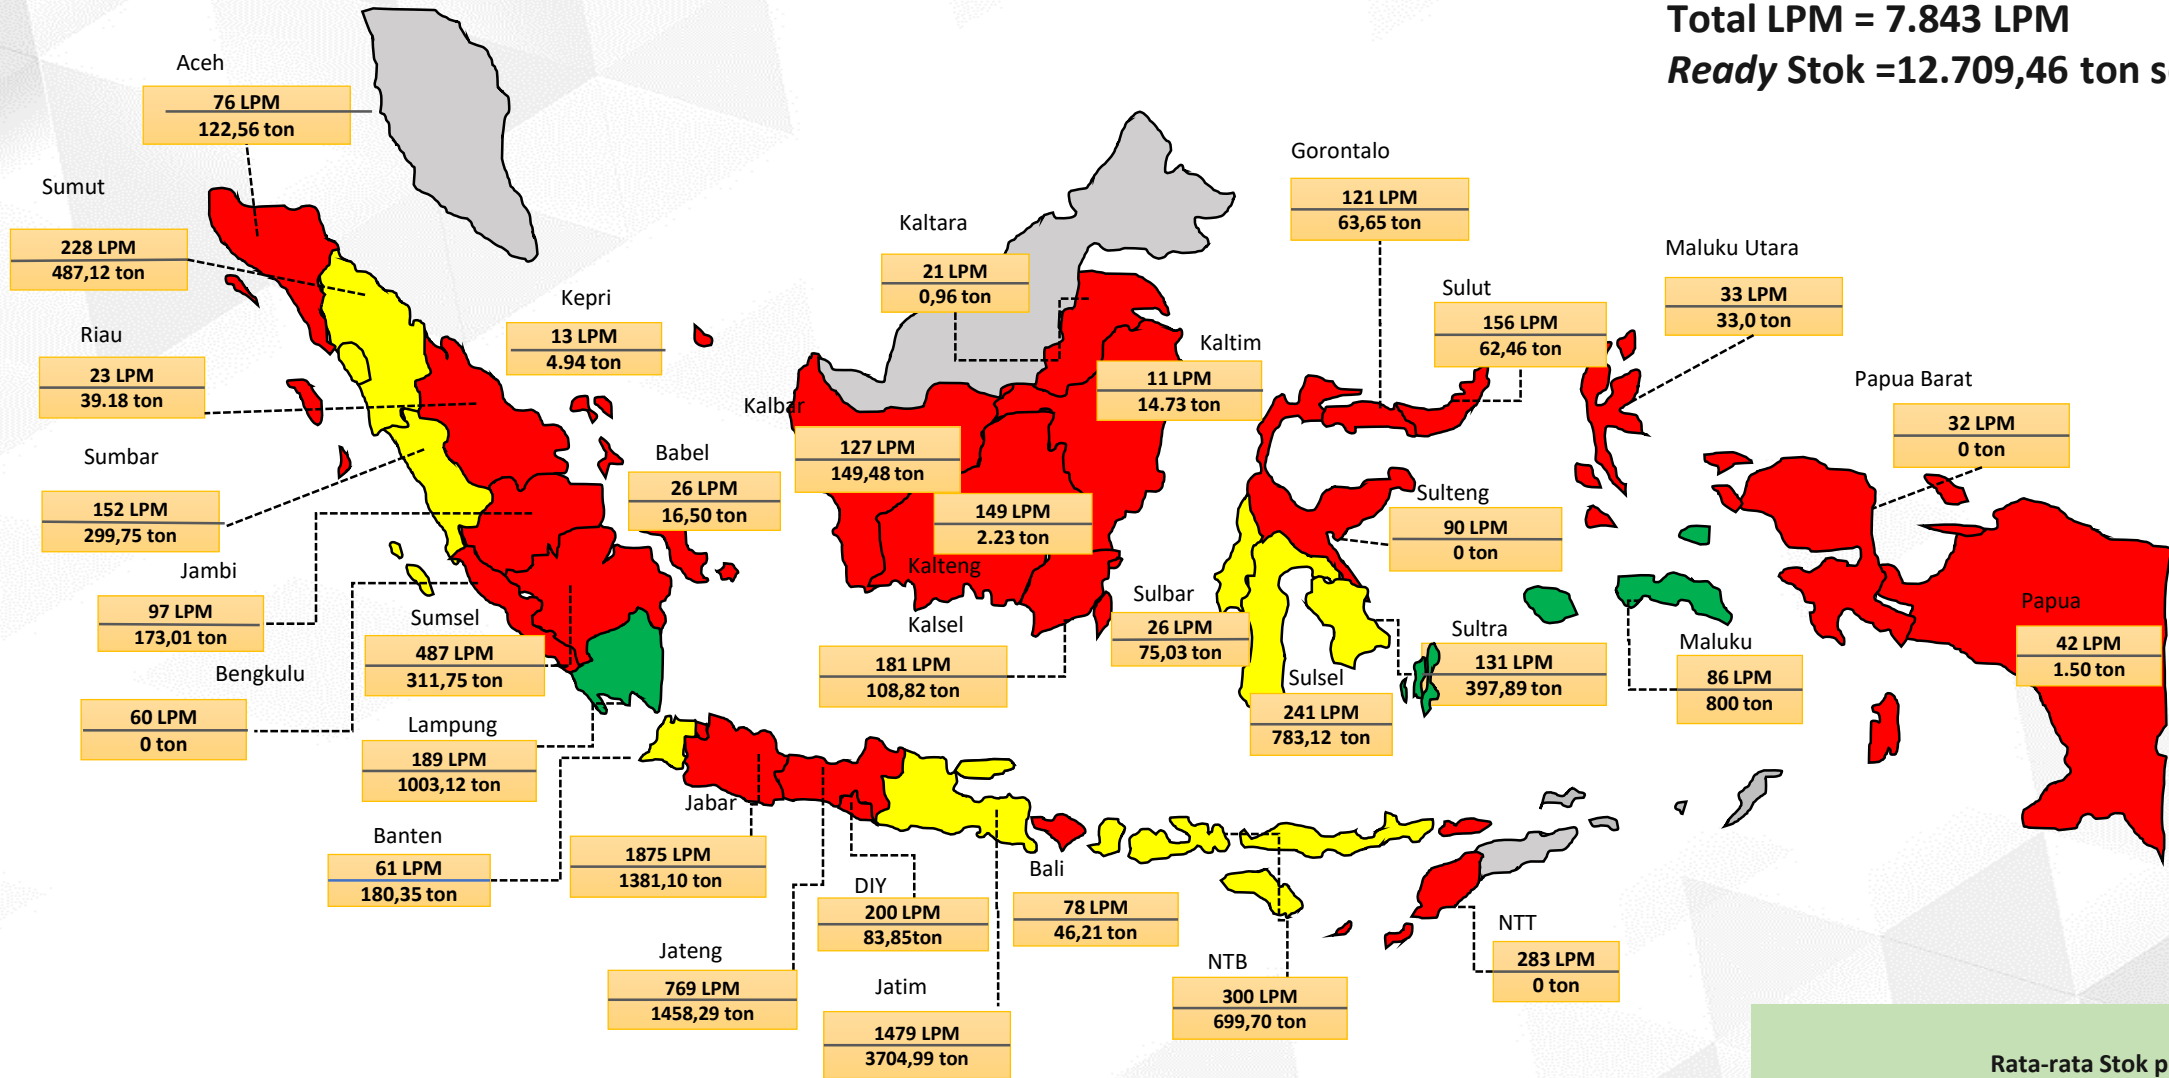 Total LPM = 7.843 LPM
Ready Stok =12.709,46 ton
Aceh
76 LPM
122,56 ton
Sumut
228 LPM
487,12 ton
Riau
23 LPM
39.18 ton
Sumbar
152 LPM
299,75 ton
Jambi
97 LPM
173,01 ton
Bengkulu
60 LPM
0 ton
Kepri
13 LPM
4.94 ton
Babel
26 LPM
16,50 ton
Sumsel
487 LPM
311,75 ton
Lampung
189 LPM
1003,12 ton
Banten
61 LPM
180,35 ton
Jabar
1875 LPM
1381,10 ton
Jateng
769 LPM
1458,29 ton
DIY
200 LPM
83,85ton
Jatim
1479 LPM
3704,99 ton
Bali
78 LPM
46,21 ton
NTB
300 LPM
699,70 ton
NTT
283 LPM
0 ton
Kaltara
21 LPM
0,96 ton
Kaltim
11 LPM
14.73 ton
Kalbar
127 LPM
149,48 ton
149 LPM
2.23 ton
Kalteng
Kalsel
181 LPM
108,82 ton
Gorontalo
121 LPM
63,65 ton
Sulut
156 LPM
62,46 ton
Sulteng
90 LPM
0 ton
Sulbar
26 LPM
75,03 ton
Sulsel
241 LPM
783,12 ton
Sultra
131 LPM
397,89 ton
Maluku Utara
33 LPM
33,0 ton
Maluku
86 LPM
800 ton
Papua Barat
32 LPM
0 ton
Papua
42 LPM
1.50 ton
Rata-rata Stok